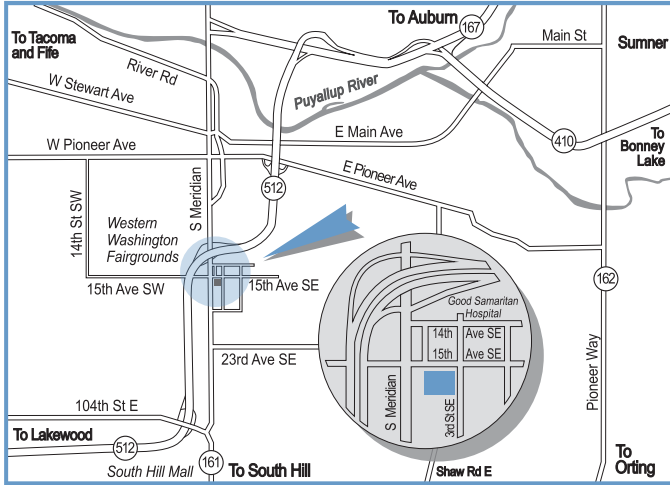 To Auburn
167
To Tacoma
and Fife
Main St
Sumner
River Rd
W Stewart Ave
Puyallup River
E Main Ave
410
To
Bonney
Lake
W Pioneer Ave
E Pioneer Ave
512
S Meridian
14th St SW
Western
Washington
Fairgrounds
15th Ave SW
15th Ave SE
162
Good Samaritan
Hospital
14th Ave SE
15th Ave SE
S Meridian
3rd St SE
23rd Ave SE
Pioneer Way
104th St E
To Lakewood
512
South Hill Mall
161
To South Hill
Shaw Rd E
To
Orting